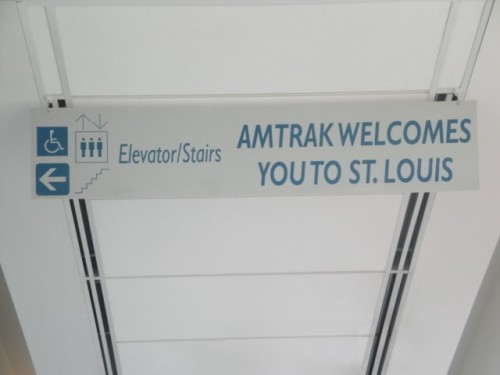 Elevator/Stairs
AMTRAK WELCOMES
YOU TO ST. LOUIS